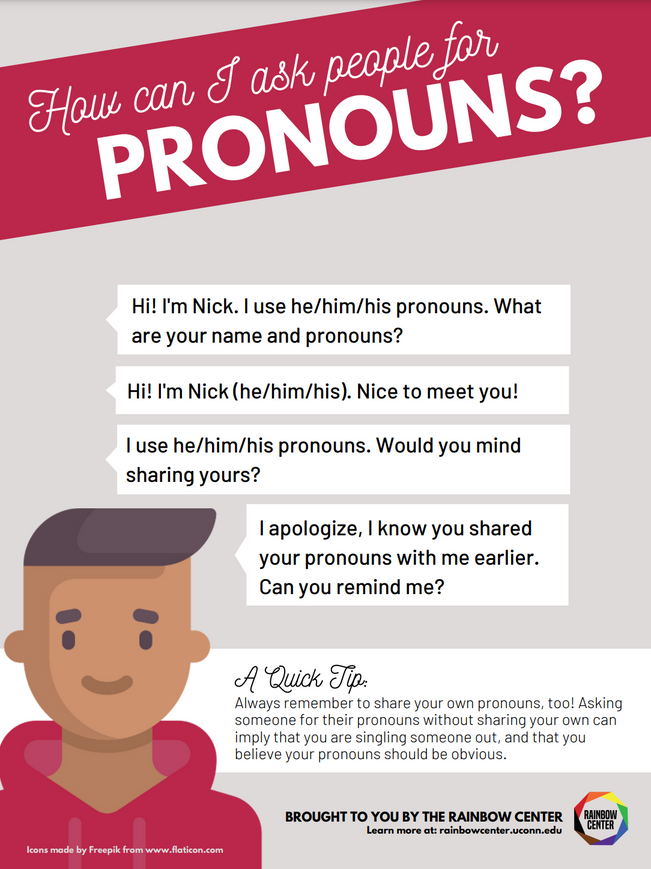 How can I ask people for
PRONOUNS?
Hi! I'm Nick. I use he/him/his pronouns. What
are your name and pronouns?
Hi! I'm Nick (he/him/his). Nice to meet you!
I use he/him/his pronouns. Would you mind
sharing yours?
I apologize, I know you shared
your pronouns with me earlier.
Can you remind me?
A Quick Tip:
Always remember to share your own pronouns, too! Asking
someone for their pronouns without sharing your own can
imply that you are singling someone out, and that you
believe your pronouns should be obvious.
BROUGHT TO YOU BY THE RAINBOW CENTER
Learn more at: rainbowcenter.uconn.edu
RAINBOW
CENTER
Icons made by Freepik from www.flaticon.com